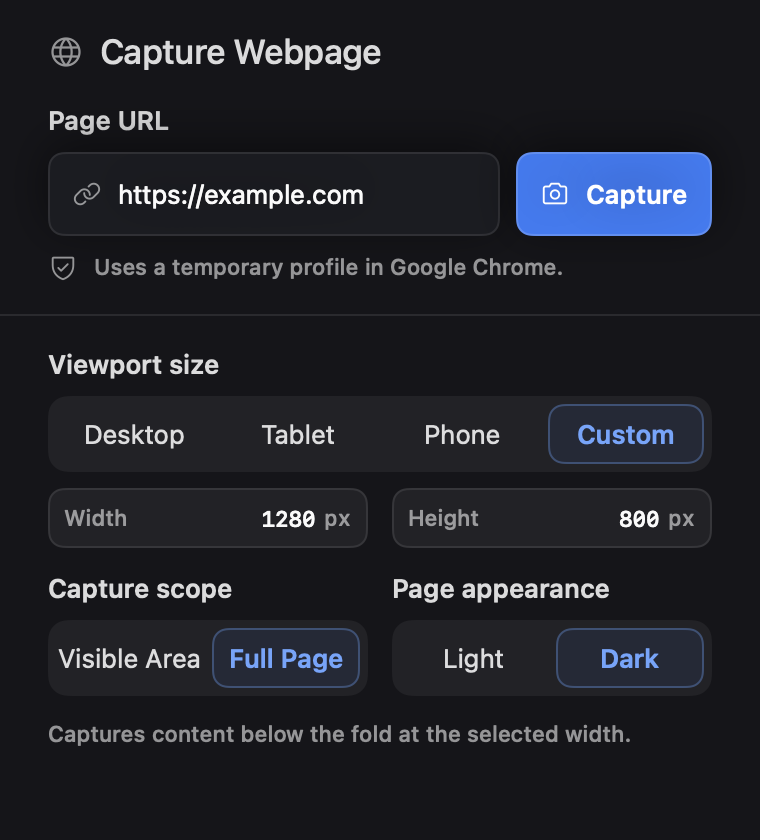 Capture Webpage
Page URL
https://example.com
Capture
Uses a temporary profile in Google Chrome.
Viewport size
Desktop Tablet Phone Custom
Width 1280 px Height 800 px
Capture scope Page appearance
Visible Area Full Page Light Dark
Captures content below the fold at the selected width.